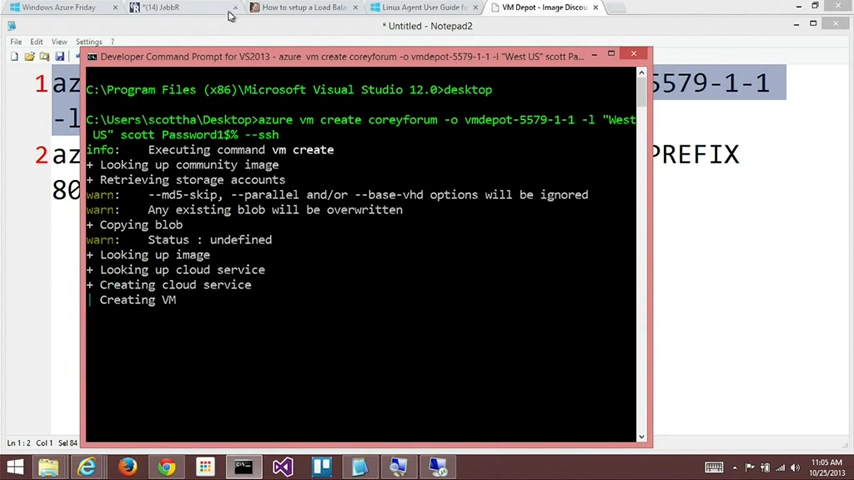 Windows Azure Friday
*(14) JabbR
How to setup a Load Bala
Linux Agent User Guide fo
VM Depot - Image Discou
* Untitled - Notepad2
File Edit View Settings
Developer Command Prompt for VS2013 - azure vm create coreyforum -o vmdepot-5579-1-1 -l "West US" scott Pa...
C:\Program Files (x86)\Microsoft Visual Studio 12.0>desktop
C:\Users\scottha\Desktop>azure vm create coreyforum -o vmdepot-5579-1-1 -l "West
US" scott Password1$% --ssh
info: Executing command vm create
+ Looking up community image
+ Retrieving storage accounts
warn: --md5-skip, --parallel and/or --base-vhd options will be ignored
warn: Any existing blob will be overwritten
+ Copying blob
warn: Status : undefined
+ Looking up image
+ Looking up cloud service
+ Creating cloud service
| Creating VM
1 az 5579-1-1
-l
2 az PREFIX
80
Ln 1 : 2 Col 1 Sel 84
11:05 AM
10/25/2013